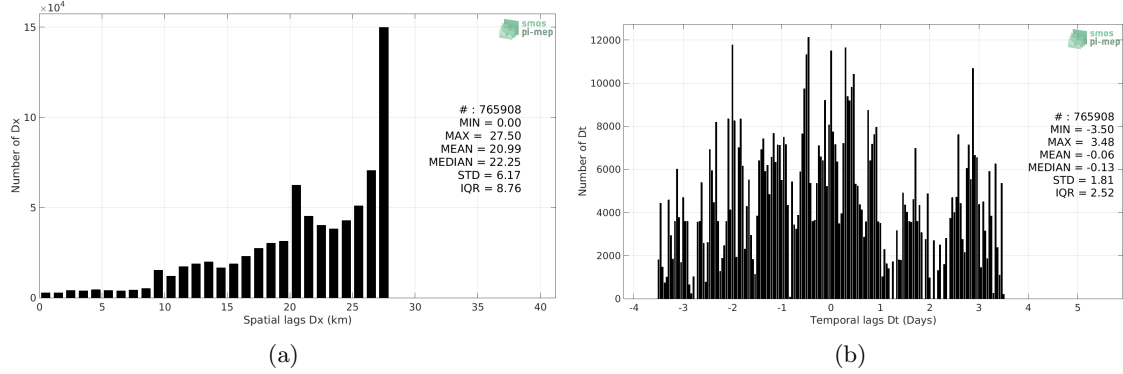 ×10⁴
15
10
5
0
Number of Dx
0 5 10 15 20 25 30 35 40
Spatial lags Dx (km)
smos
pi-mep
# : 765908
MIN = 0.00
MAX = 27.50
MEAN = 20.99
MEDIAN = 22.25
STD = 6.17
IQR = 8.76
(a)
12000
10000
8000
6000
4000
2000
0
Number of Dt
-4 -3 -2 -1 0 1 2 3 4 5
Temporal lags Dt (Days)
smos
pi-mep
# : 765908
MIN = -3.50
MAX = 3.48
MEAN = -0.06
MEDIAN = -0.13
STD = 1.81
IQR = 2.52
(b)